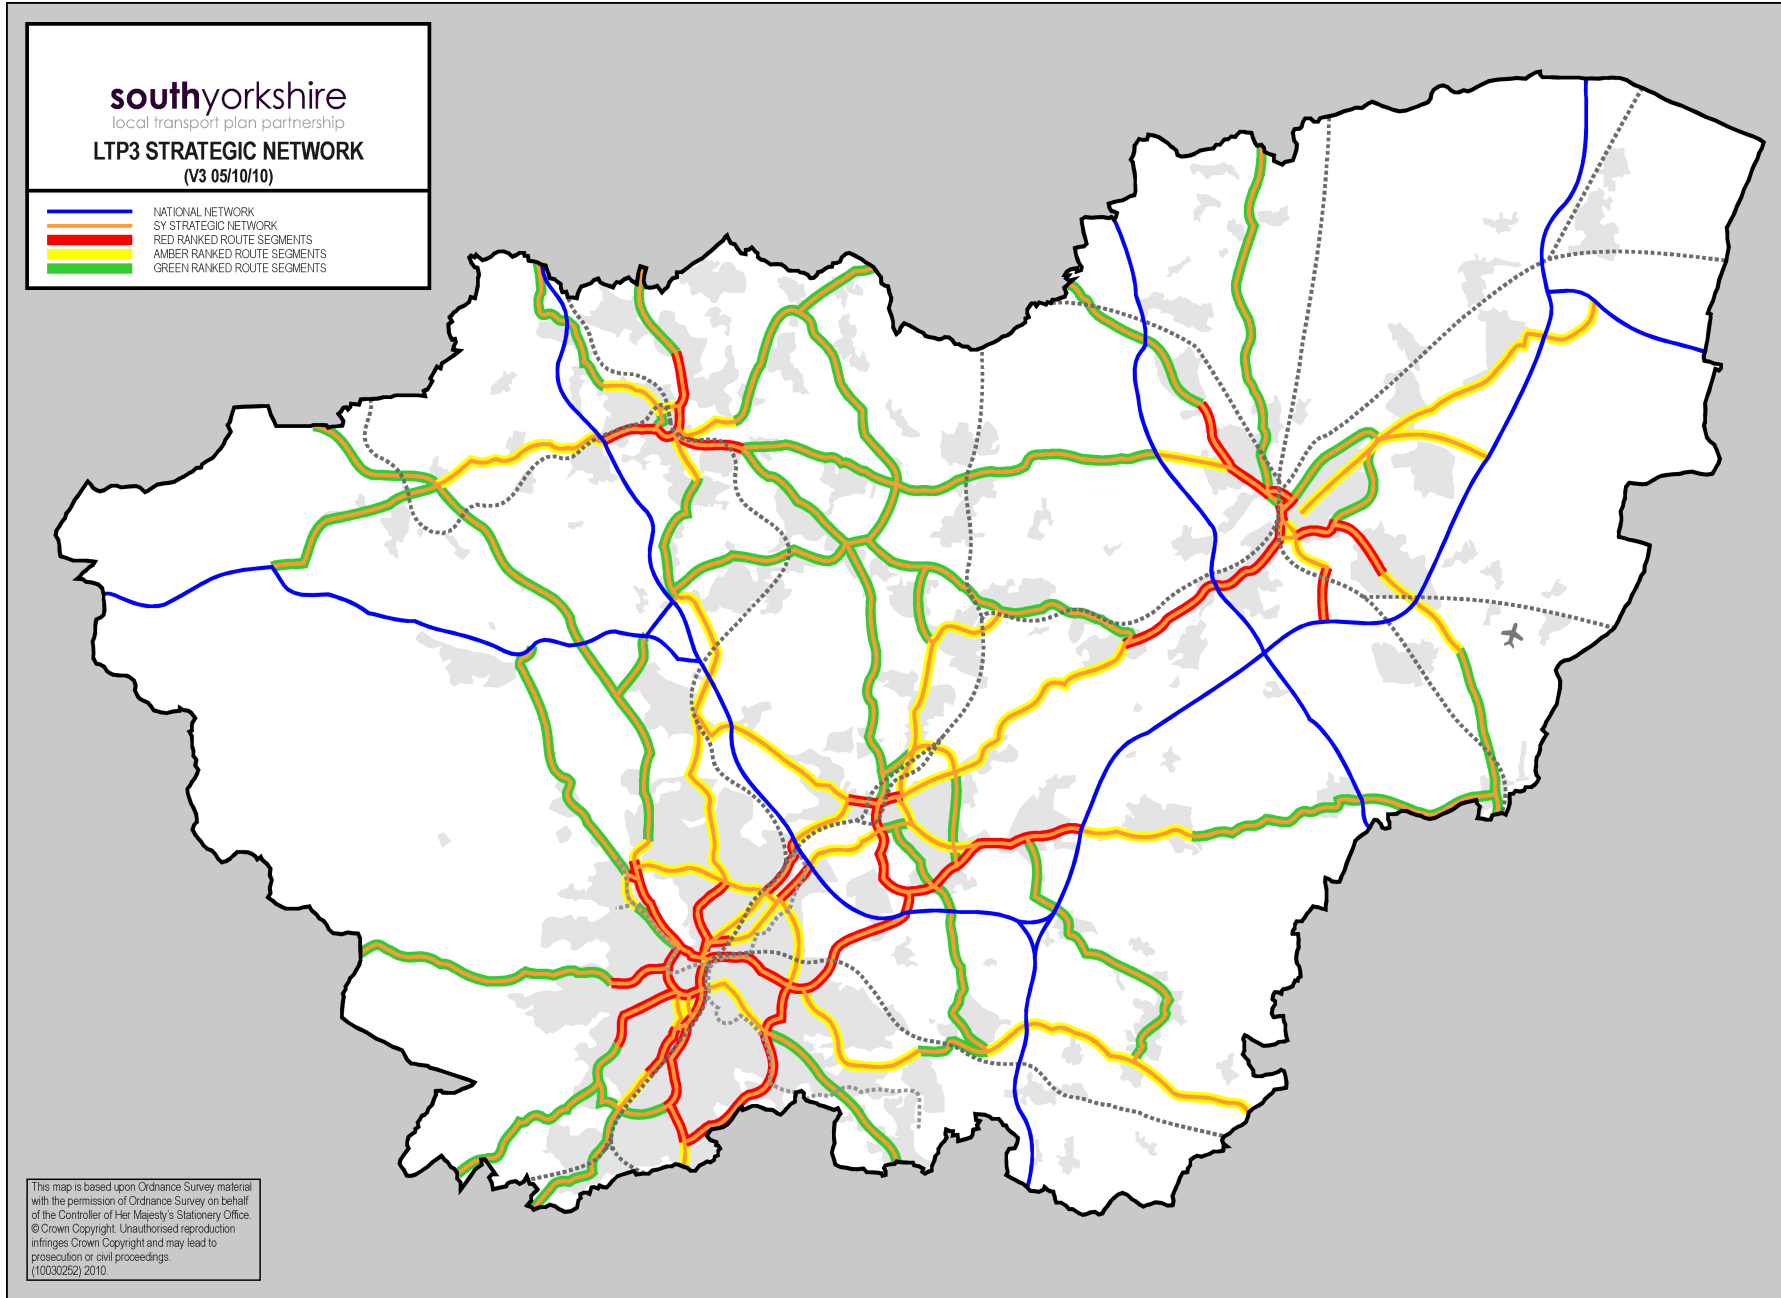 southyorkshire
local transport plan partnership
LTP3 STRATEGIC NETWORK
(V3 05/10/10)
NATIONAL NETWORK
SY STRATEGIC NETWORK
RED RANKED ROUTE SEGMENTS
AMBER RANKED ROUTE SEGMENTS
GREEN RANKED ROUTE SEGMENTS
This map is based upon Ordnance Survey material
with the permission of Ordnance Survey on behalf
of the Controller of Her Majesty's Stationery Office.
© Crown Copyright. Unauthorised reproduction
infringes Crown Copyright and may lead to
prosecution or civil proceedings.
(10030252) 2010.